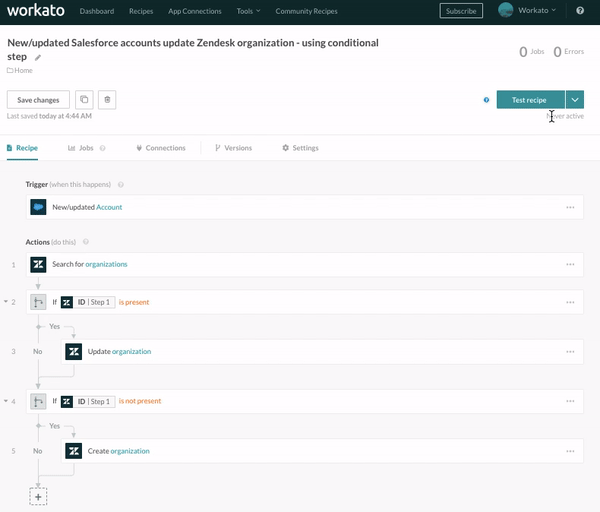 workato Dashboard Recipes App Connections Tools Community Recipes Subscribe Workato ?
New/updated Salesforce accounts update Zendesk organization - using conditional
step
0 Jobs 0 Errors
Home
Save changes ? Test recipe
Last saved today at 4:44 AM
Never active
Recipe Jobs ? Connections Versions Settings
Trigger (when this happens) ?
New/updated Account ...
Actions (do this) ?
1 Search for organizations ...
2 If ID | Step 1 is present ...
Yes
3 No Update organization ...
4 If ID | Step 1 is not present ...
Yes
5 No Create organization ...
+